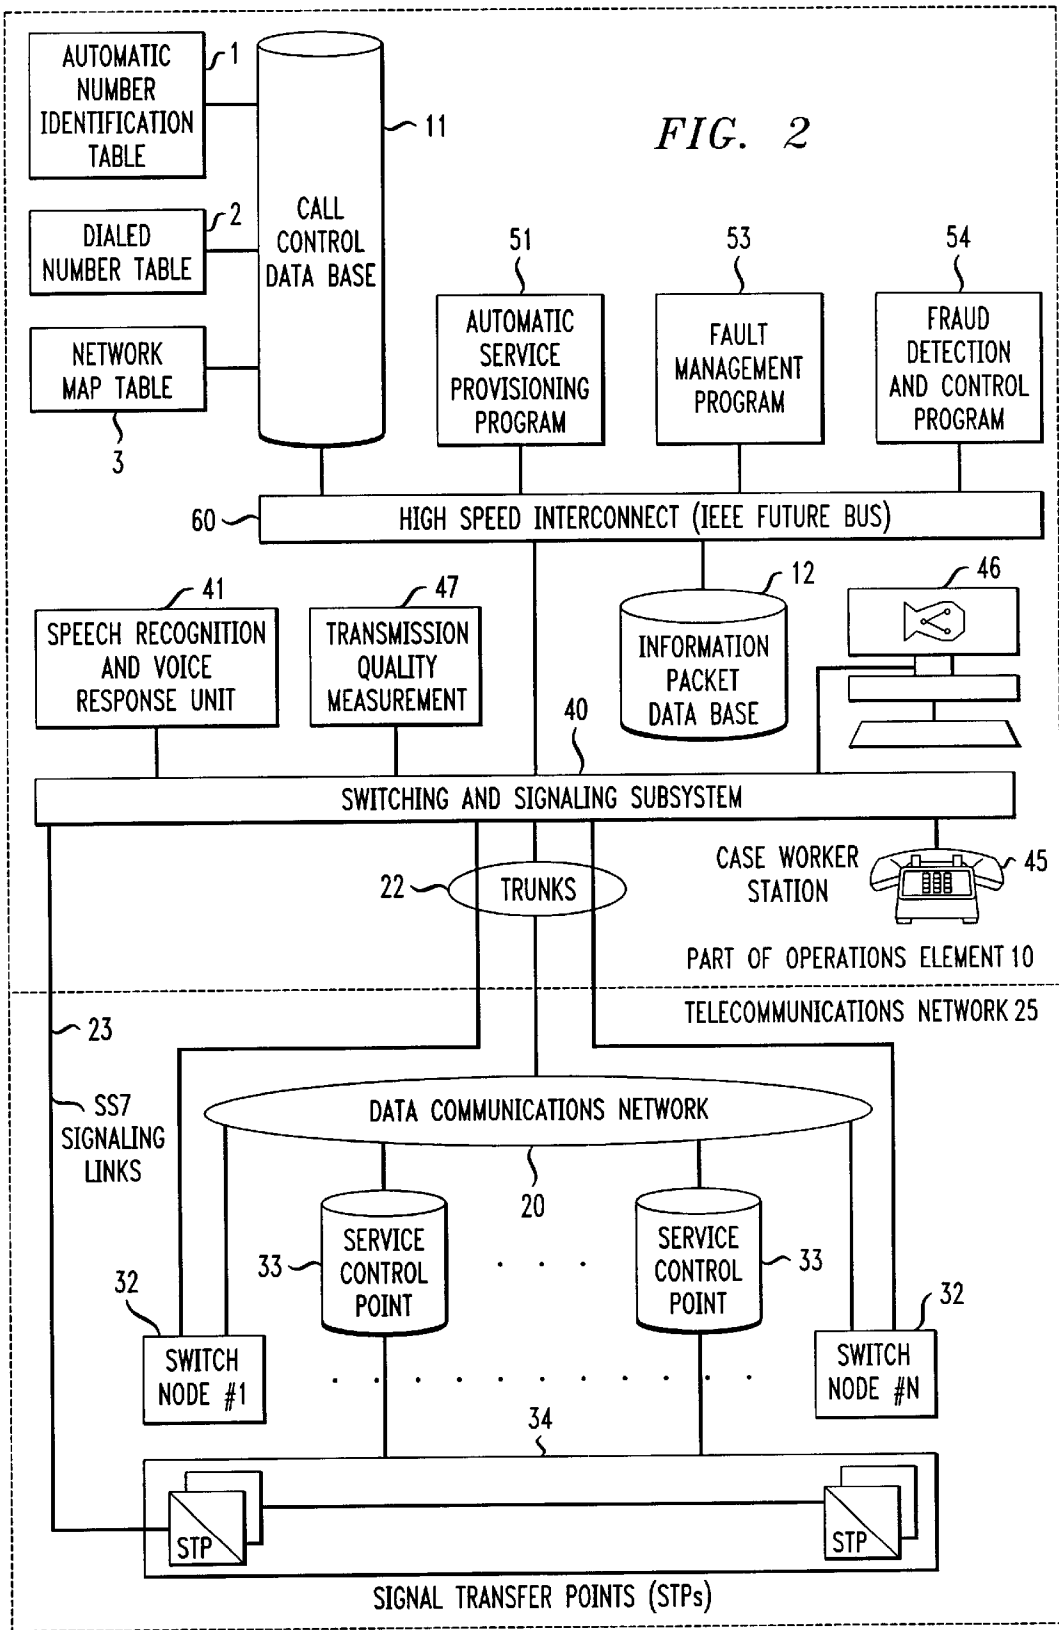 AUTOMATIC
NUMBER
IDENTIFICATION
TABLE
1
11
FIG. 2
DIALED
NUMBER TABLE
2
CALL
CONTROL
DATA BASE
NETWORK
MAP TABLE
3
51
AUTOMATIC
SERVICE
PROVISIONING
PROGRAM
53
FAULT
MANAGEMENT
PROGRAM
54
FRAUD
DETECTION
AND CONTROL
PROGRAM
60
HIGH SPEED INTERCONNECT (IEEE FUTURE BUS)
41
SPEECH RECOGNITION
AND VOICE
RESPONSE UNIT
47
TRANSMISSION
QUALITY
MEASUREMENT
12
INFORMATION
PACKET
DATA BASE
46
40
SWITCHING AND SIGNALING SUBSYSTEM
22
TRUNKS
CASE WORKER
STATION
45
PART OF OPERATIONS ELEMENT 10
TELECOMMUNICATIONS NETWORK 25
23
SS7
SIGNALING
LINKS
DATA COMMUNICATIONS NETWORK
20
33
SERVICE
CONTROL
POINT
. . .
SERVICE
CONTROL
POINT
33
32
SWITCH
NODE #1
32
SWITCH
NODE #N
34
STP
STP
SIGNAL TRANSFER POINTS (STPs)